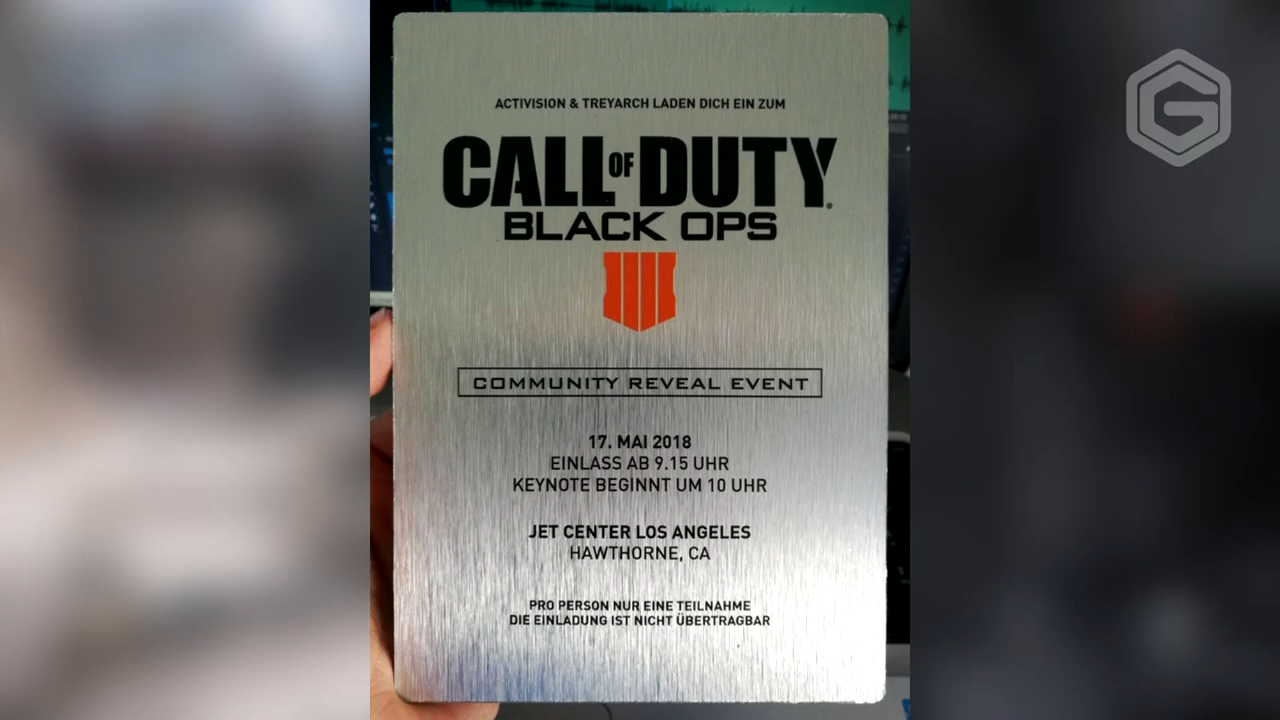 ACTIVISION & TREYARCH LADEN DICH EIN ZUM
CALL OF DUTY®
BLACK OPS
IIII
COMMUNITY REVEAL EVENT
17. MAI 2018
EINLASS AB 9.15 UHR
KEYNOTE BEGINNT UM 10 UHR
JET CENTER LOS ANGELES
HAWTHORNE, CA
PRO PERSON NUR EINE TEILNAHME
DIE EINLADUNG IST NICHT ÜBERTRAGBAR
G